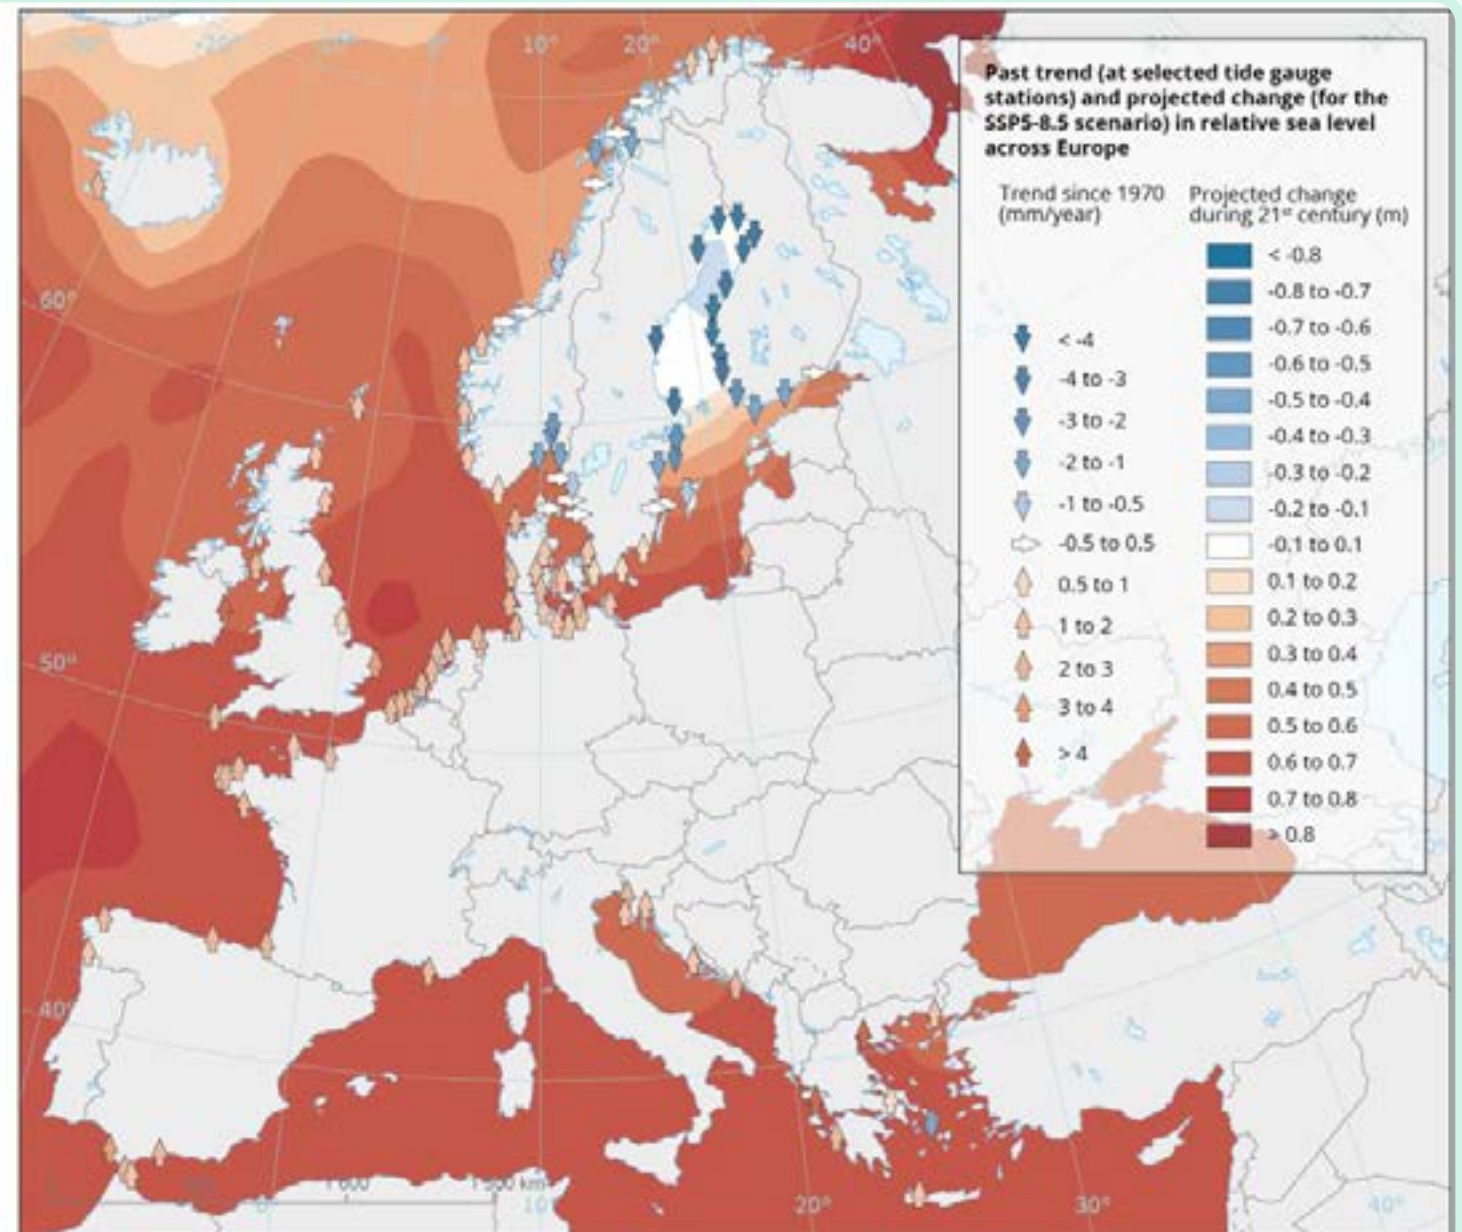 10°
20°
40°
60°
50°
40°
10°
20°
30°
40°
Past trend (at selected tide gauge
stations) and projected change (for the
SSP5-8.5 scenario) in relative sea level
across Europe
Trend since 1970
(mm/year)
< -4
-4 to -3
-3 to -2
-2 to -1
-1 to -0.5
-0.5 to 0.5
0.5 to 1
1 to 2
2 to 3
3 to 4
> 4
Projected change
during 21st century (m)
< -0.8
-0.8 to -0.7
-0.7 to -0.6
-0.6 to -0.5
-0.5 to -0.4
-0.4 to -0.3
-0.3 to -0.2
-0.2 to -0.1
-0.1 to 0.1
0.1 to 0.2
0.2 to 0.3
0.3 to 0.4
0.4 to 0.5
0.5 to 0.6
0.6 to 0.7
0.7 to 0.8
> 0.8